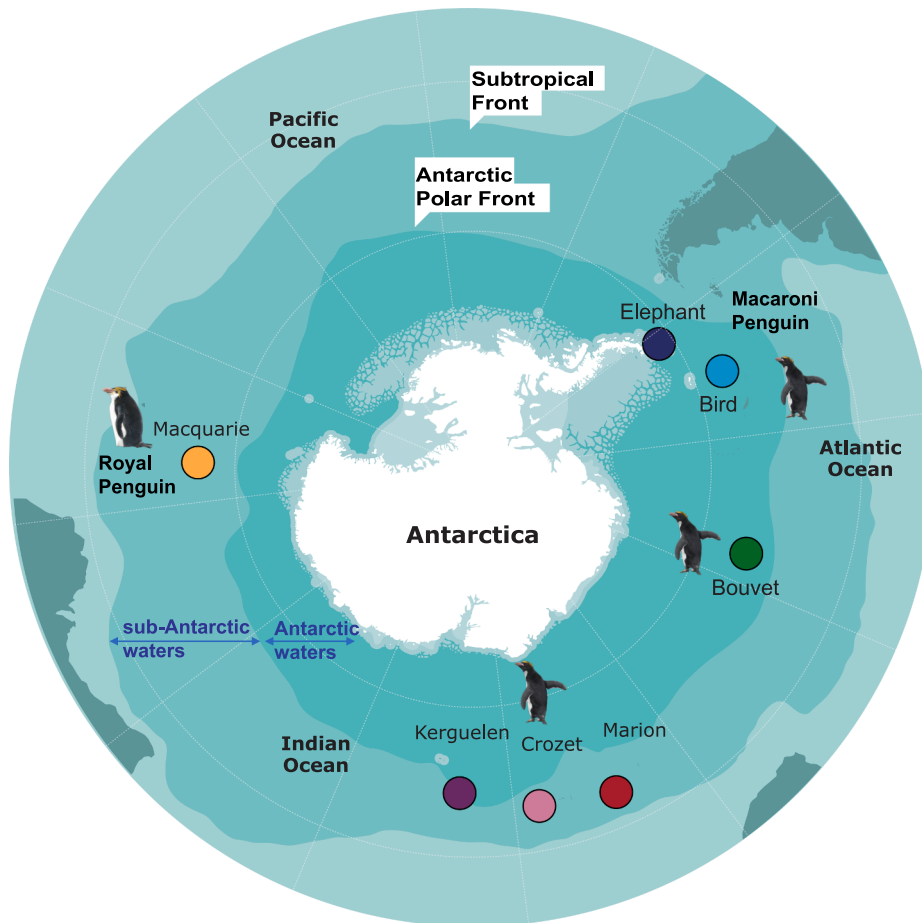 Subtropical
Front
Pacific
Ocean
Antarctic
Polar Front
Elephant
Macaroni
Penguin
Bird
Macquarie
Royal
Penguin
Atlantic
Ocean
Antarctica
Bouvet
sub-Antarctic
waters
Antarctic
waters
Kerguelen
Crozet
Marion
Indian
Ocean